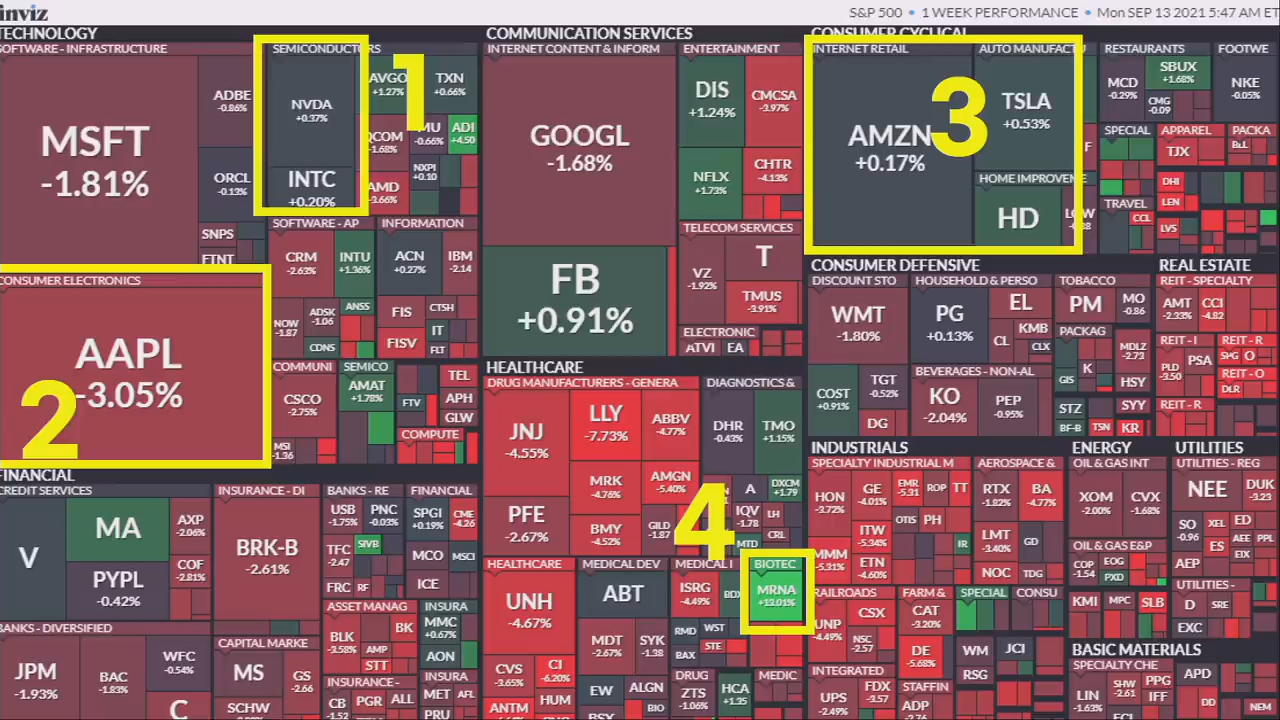 inviz
S&P 500 • 1 WEEK PERFORMANCE • Mon SEP 13 2021 5:47 AM ET
TECHNOLOGY
SOFTWARE - INFRASTRUCTURE
MSFT
-1.81%
ADBE
-0.86%
ORCL
-0.13%
SNPS
FTNT
SEMICONDUCTORS
NVDA
+0.37%
INTC
+0.20%
1
AVGO
+1.27%
TXN
+0.66%
QCOM
-1.68%
MU
-0.66%
ADI
+4.50
AMD
-3.66%
NXPI
+0.10
SOFTWARE - AP
CRM
-2.63%
INTU
+1.36%
NOW
-1.87
ADSK
-1.06
ANSS
CDNS
INFORMATION
ACN
+0.27%
IBM
-2.14
FIS
CTSH
FISV
IT
FLT
CONSUMER ELECTRONICS
AAPL
-3.05%
2
COMMUNI
CSCO
-2.75%
MSI
-1.36
SEMICO
AMAT
+1.78%
TEL
APH
FTV
GLW
COMPUTE
FINANCIAL
CREDIT SERVICES
V
MA
PYPL
-0.42%
AXP
-2.06%
COF
-2.81%
INSURANCE - DI
BRK-B
-2.61%
BANKS - RE
USB
-1.75%
PNC
-0.03%
TFC
-2.47
SIVB
FRC
RF
FINANCIAL
SPGI
+0.19%
CME
-4.26
MCO
MSCI
ICE
BANKS - DIVERSIFIED
JPM
-1.93%
BAC
-1.83%
WFC
-0.54%
C
CAPITAL MARKE
MS
GS
-2.66
SCHW
ASSET MANAG
BLK
-3.58%
BK
AMP
STT
INSURANCE -
CB
-1.52
PGR
ALL
INSURA
MMC
+0.67%
AON
INSURA
MET
AFL
PRU
COMMUNICATION SERVICES
INTERNET CONTENT & INFORM
GOOGL
-1.68%
FB
+0.91%
ENTERTAINMENT
DIS
+1.24%
CMCSA
-3.97%
NFLX
+1.73%
CHTR
-4.13%
TELECOM SERVICES
VZ
-1.92%
T
TMUS
-3.91%
ELECTRONIC
ATVI
EA
HEALTHCARE
DRUG MANUFACTURERS - GENERA
JNJ
-4.55%
LLY
-7.73%
ABBV
-4.77%
MRK
-4.76%
AMGN
-5.40%
PFE
-2.67%
BMY
-4.52%
GILD
-1.87
DIAGNOSTICS &
DHR
-0.43%
TMO
+1.15%
A
DXCM
+1.79
IQV
-1.78
LH
CRL
MTD
4
HEALTHCARE
UNH
-4.67%
CVS
-3.65%
CI
-6.20%
ANTM
HUM
MEDICAL DEV
ABT
MDT
-2.67%
SYK
-1.38
EW
ALGN
BSX
BIO
MEDICAL I
ISRG
-4.49%
BDX
RMD
WST
BAX
STE
BIOTEC
MRNA
+13.01%
DRUG
ZTS
-1.06%
HCA
+1.35
MEDIC
CONSUMER CYCLICAL
INTERNET RETAIL
AMZN
+0.17%
3
AUTO MANUFACTU
TSLA
+0.53%
HOME IMPROVEME
HD
F
RESTAURANTS
MCD
-0.29%
SBUX
+1.68%
CMG
-0.09
FOOTWE
NKE
-0.05%
SPECIAL
APPAREL
TJX
PACKA
BLL
TRAVEL
CCL
DHI
LEN
LVS
CONSUMER DEFENSIVE
DISCOUNT STO
WMT
-1.80%
COST
+0.91%
TGT
-0.52%
DG
HOUSEHOLD & PERSO
PG
+0.13%
EL
CL
KMB
CLX
BEVERAGES - NON-AL
KO
-2.04%
PEP
-0.95%
TOBACCO
PM
MO
-0.86
PACKAG
K
GIS
MDLZ
-2.73
HSY
STZ
BF-B
TSN
SYY
KR
REAL ESTATE
REIT - SPECIALTY
AMT
-2.33%
CCI
-4.82
REIT - I
PLD
-3.50
PSA
REIT - R
SPG
O
REIT - O
DLR
REIT - R
INDUSTRIALS
SPECIALTY INDUSTRIAL M
HON
-3.72%
GE
-4.01%
EMR
-5.31
ROP
TT
ITW
-5.34%
OTIS
PH
MMM
-5.31%
ETN
-4.60%
IR
AEROSPACE &
RTX
-1.82%
BA
-4.77%
LMT
-3.40%
GD
NOC
TDG
RAILROADS
UNP
-4.49%
CSX
NSC
-2.57
FARM &
CAT
-3.20%
DE
-5.68%
SPECIAL
CONSU
WM
JCI
RSG
INTEGRATED
UPS
-2.49%
FDX
-3.57
STAFFIN
ADP
-2.76
ENERGY
OIL & GAS INT
XOM
-2.00%
CVX
-1.68%
OIL & GAS E&P
COP
-1.54
EOG
PXD
KMI
MPC
SLB
UTILITIES
UTILITIES - REG
NEE
DUK
-3.23
SO
-0.96
XEL
ED
AEE
PPL
ES
EIX
AEP
UTILITIES -
D
SRE
EXC
BASIC MATERIALS
SPECIALTY CHE
LIN
-1.63%
SHW
-2.61
PPG
IFF
ECL
APD
DD
NEM